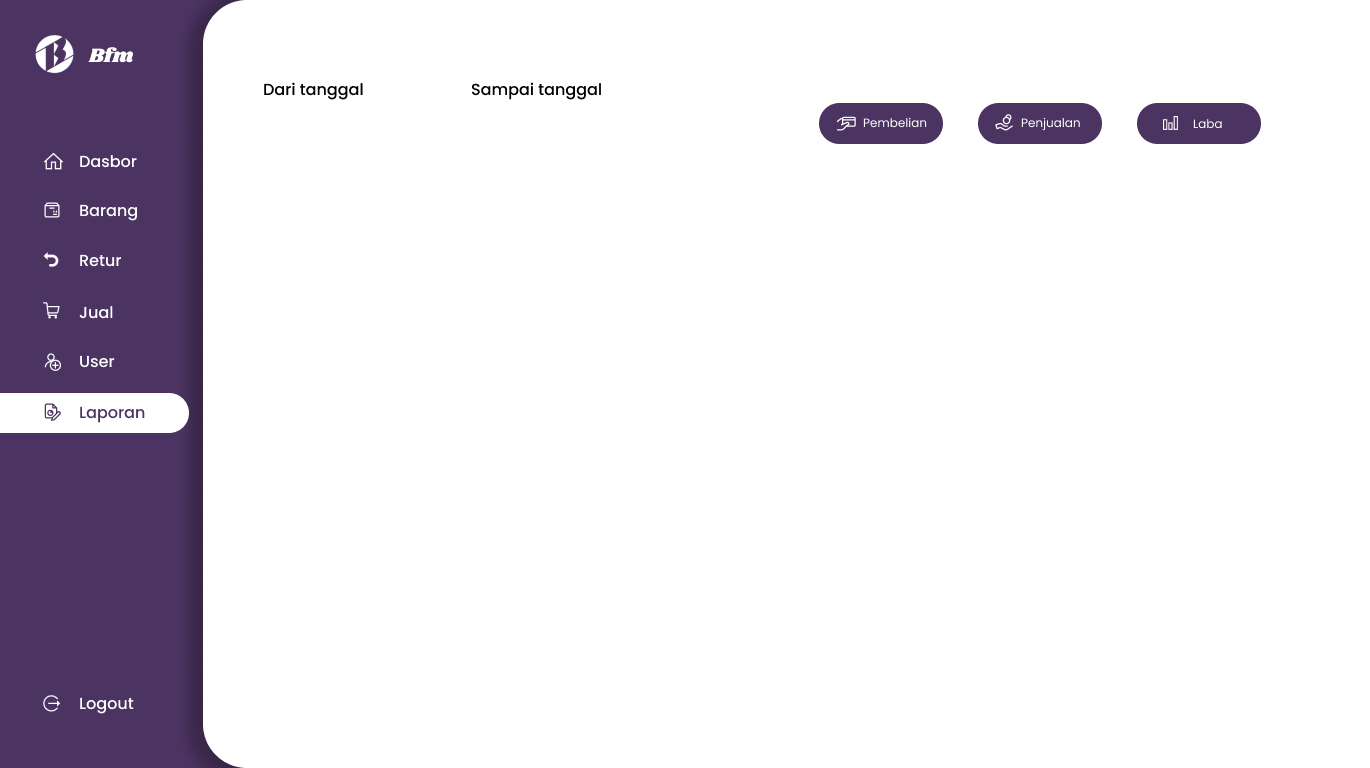 Bfm
Dasbor
Barang
Retur
Jual
User
Laporan
Logout
Dari tanggal
Sampai tanggal
Pembelian
Penjualan
Laba